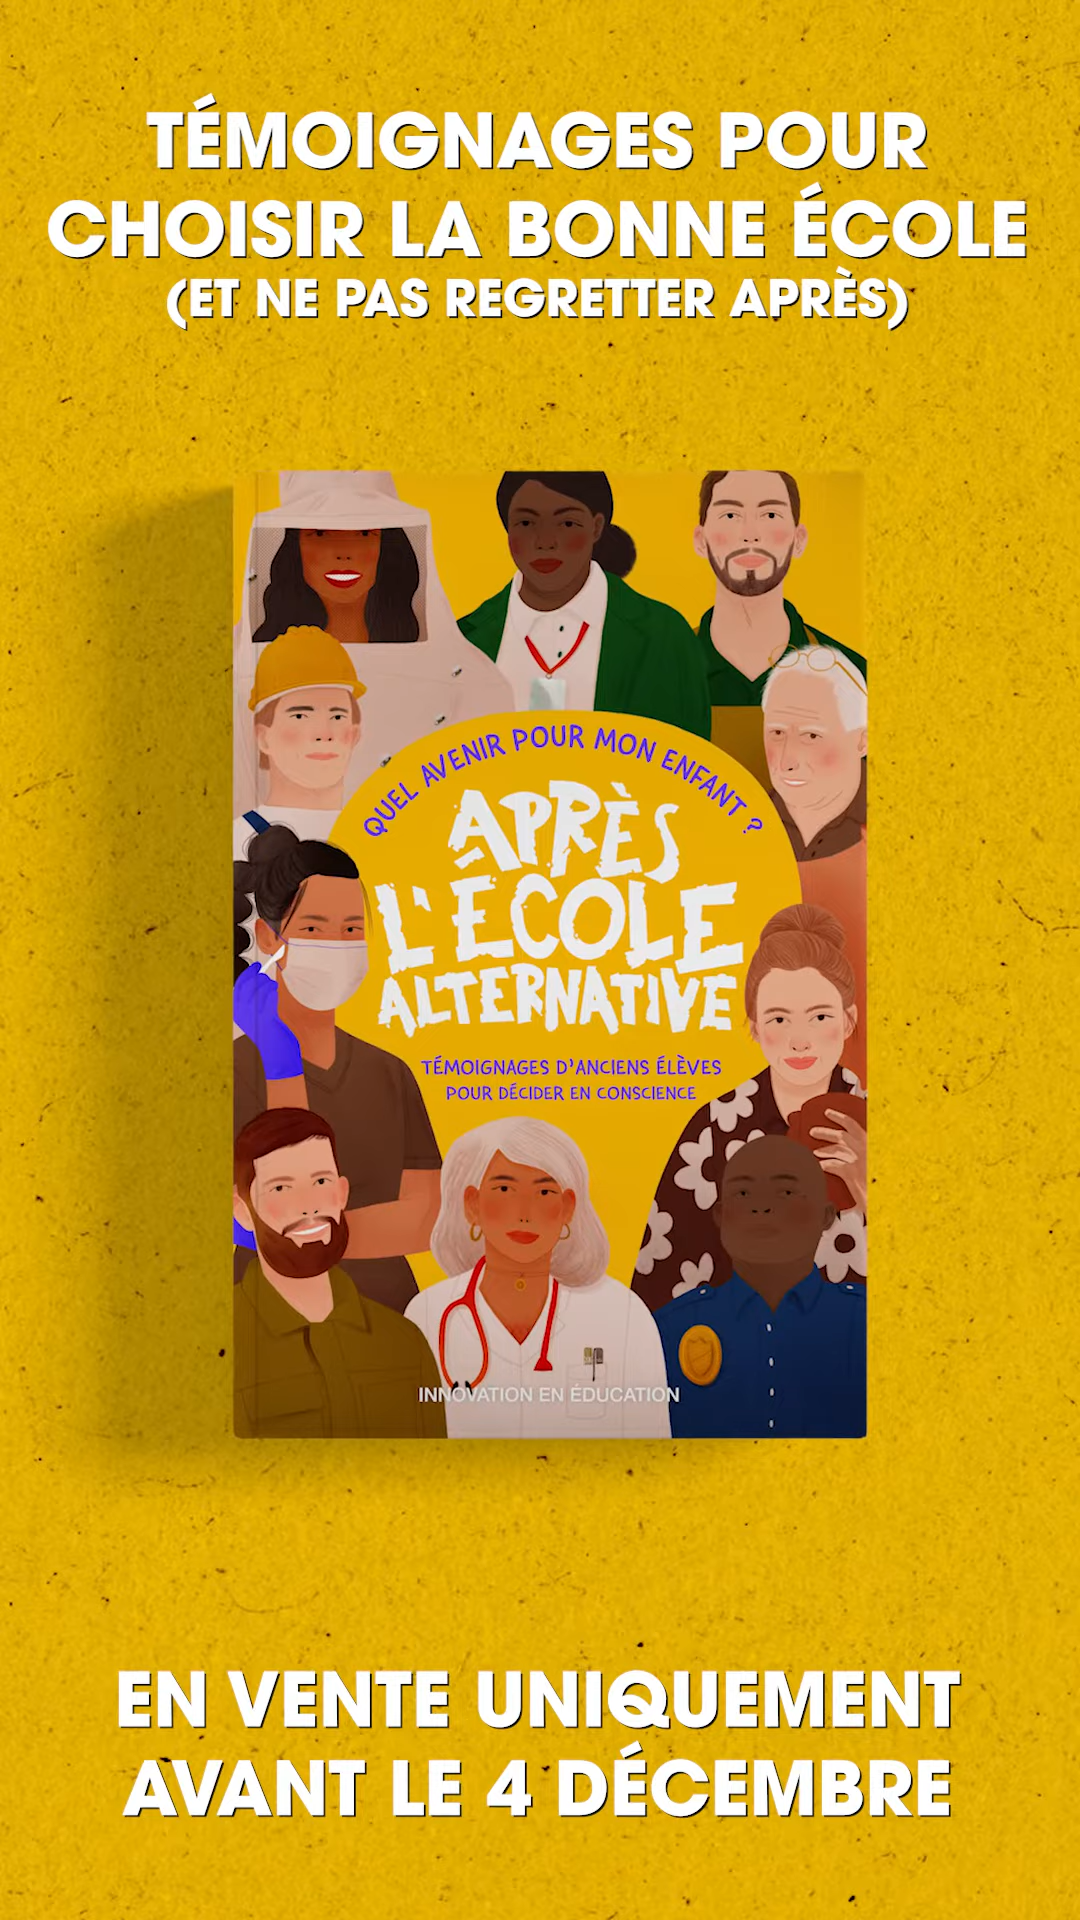 TÉMOIGNAGES POUR
CHOISIR LA BONNE ÉCOLE
(ET NE PAS REGRETTER APRÈS)
QUEL AVENIR POUR MON ENFANT ?
APRÈS
L'ÉCOLE
ALTERNATIVE
TÉMOIGNAGES D'ANCIENS ÉLÈVES
POUR DÉCIDER EN CONSCIENCE
INNOVATION EN ÉDUCATION
EN VENTE UNIQUEMENT
AVANT LE 4 DÉCEMBRE